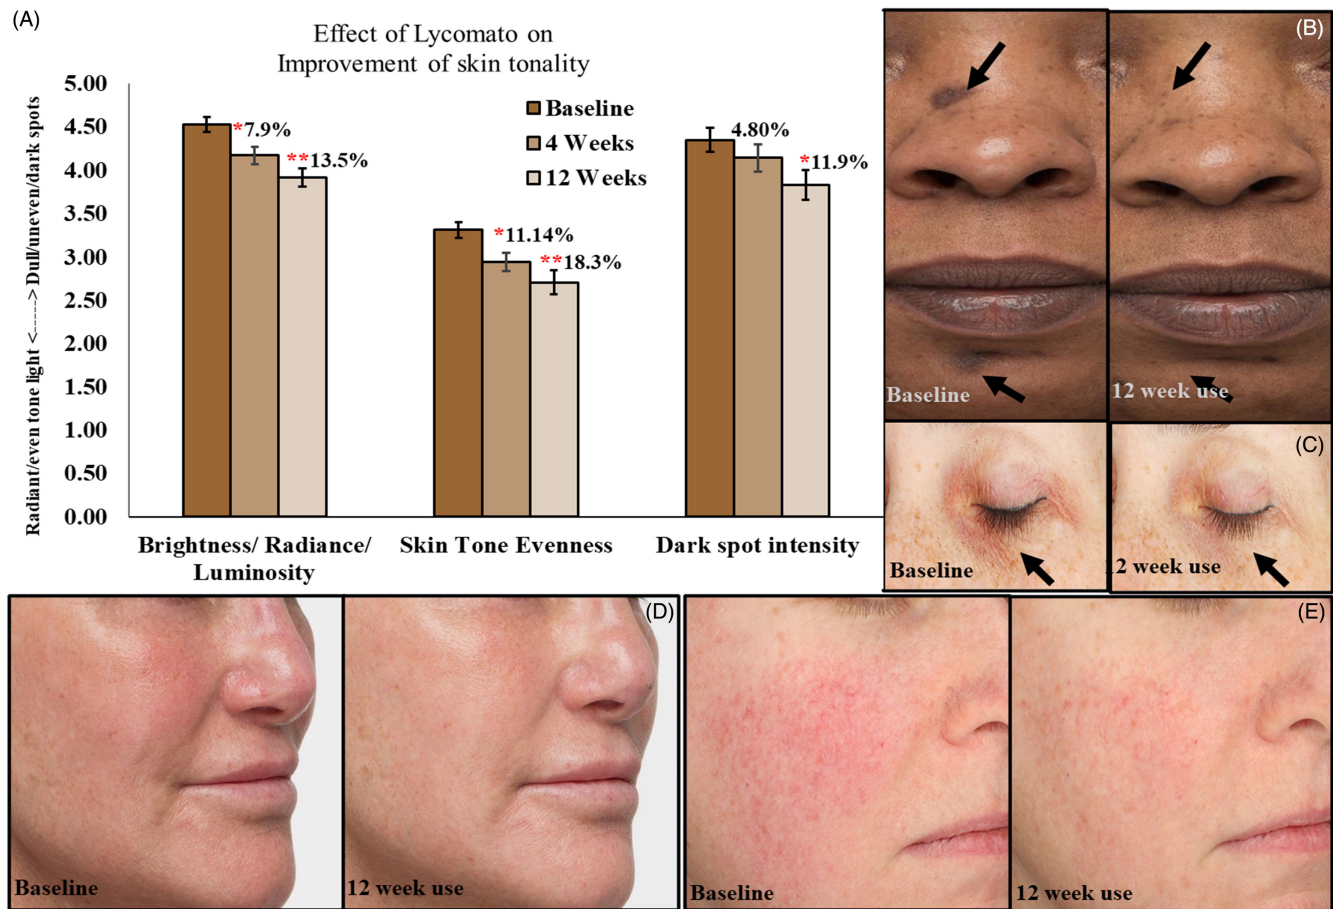 (A)
Effect of Lycomato on
Improvement of skin tonality
Radiant/even tone light <------> Dull/uneven/dark spots
5.00
4.50
4.00
3.50
3.00
2.50
2.00
1.50
1.00
0.50
0.00
Baseline
4 Weeks
12 Weeks
*7.9%
**13.5%
*11.14%
**18.3%
4.80%
*11.9%
Brightness/ Radiance/
Luminosity
Skin Tone Evenness
Dark spot intensity
(B)
Baseline
12 week use
(C)
Baseline
12 week use
(D)
Baseline
12 week use
(E)
Baseline
12 week use